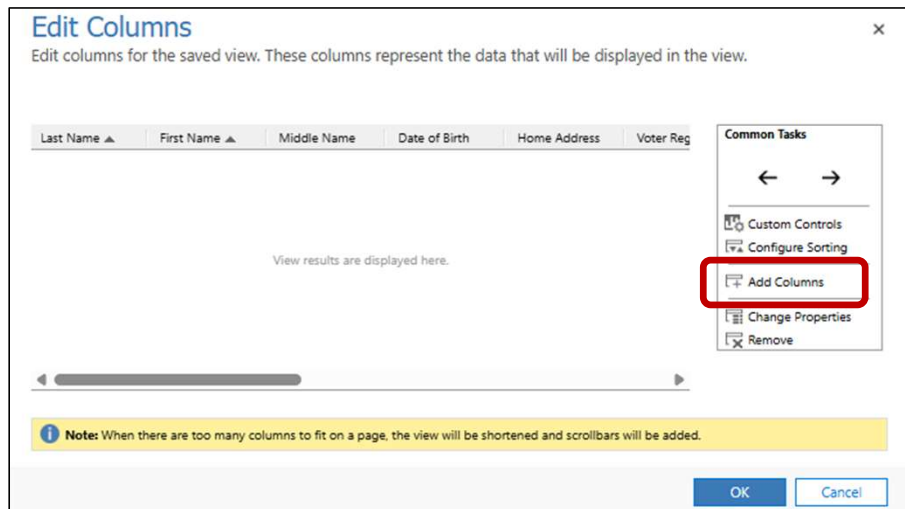 Edit Columns
Edit columns for the saved view. These columns represent the data that will be displayed in the view.
Last Name First Name Middle Name Date of Birth Home Address Voter Reg
View results are displayed here.
Common Tasks
Custom Controls
Configure Sorting
Add Columns
Change Properties
Remove
Note: When there are too many columns to fit on a page, the view will be shortened and scrollbars will be added.
OK Cancel